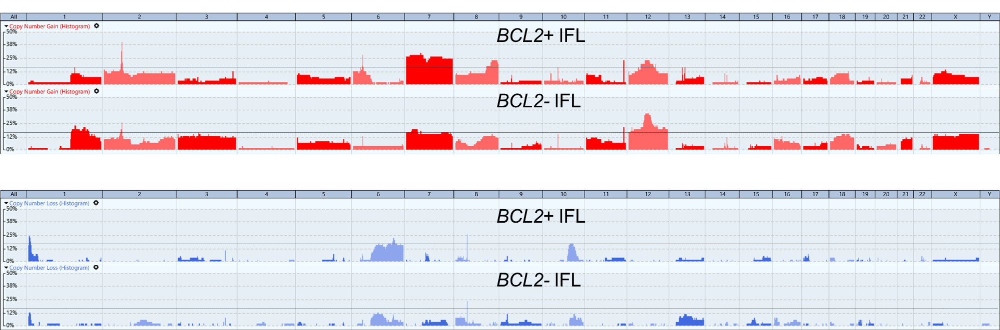 All 1 2 3 4 5 6 7 8 9 10 11 12 13 14 15 16 17 18 19 20 21 22 X Y
Copy Number Gain (Histogram)
50%
BCL2+ IFL
38%
25%
12%
0%
Copy Number Gain (Histogram)
50%
BCL2- IFL
38%
25%
12%
0%
All 1 2 3 4 5 6 7 8 9 10 11 12 13 14 15 16 17 18 19 20 21 22 X Y
Copy Number Loss (Histogram)
50%
BCL2+ IFL
38%
25%
12%
0%
Copy Number Loss (Histogram)
50%
BCL2- IFL
38%
25%
12%
0%